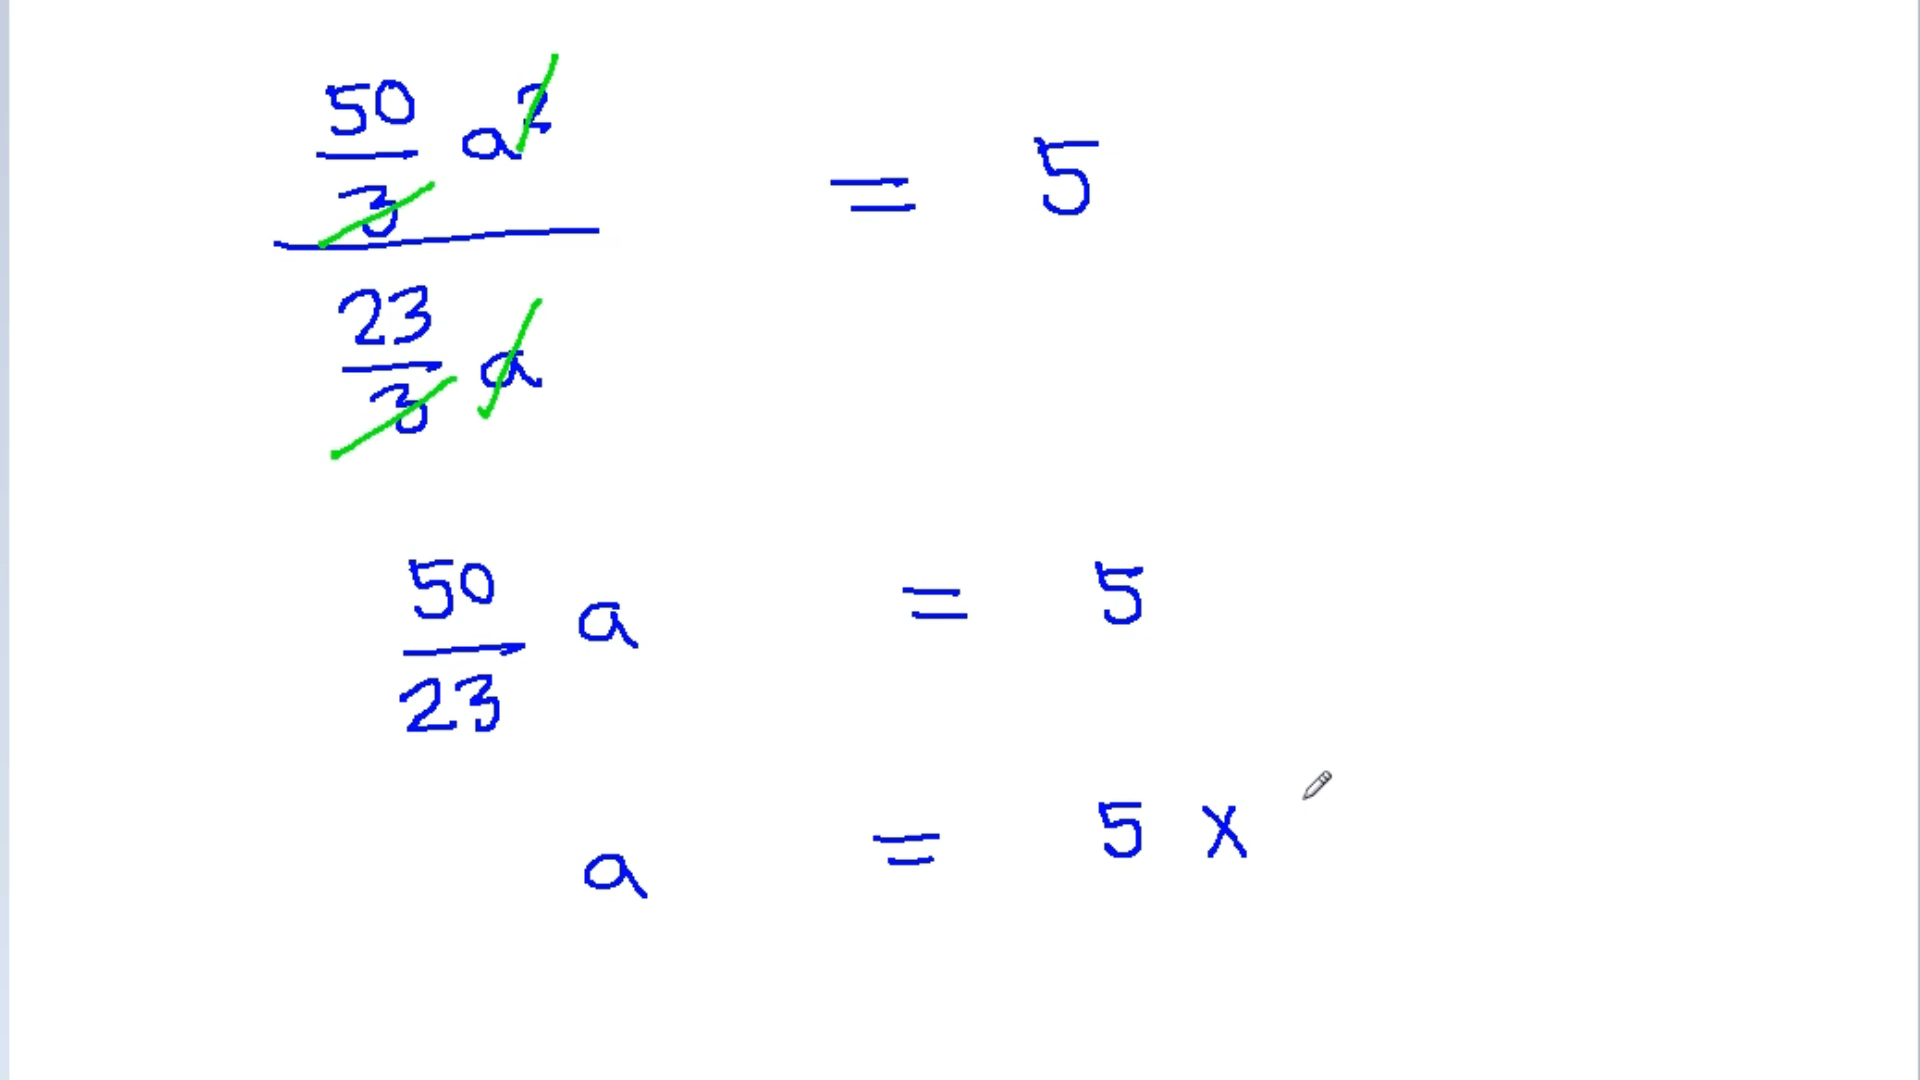 50/3 a² / 23/3 a = 5
50/23 a = 5
a = 5 x